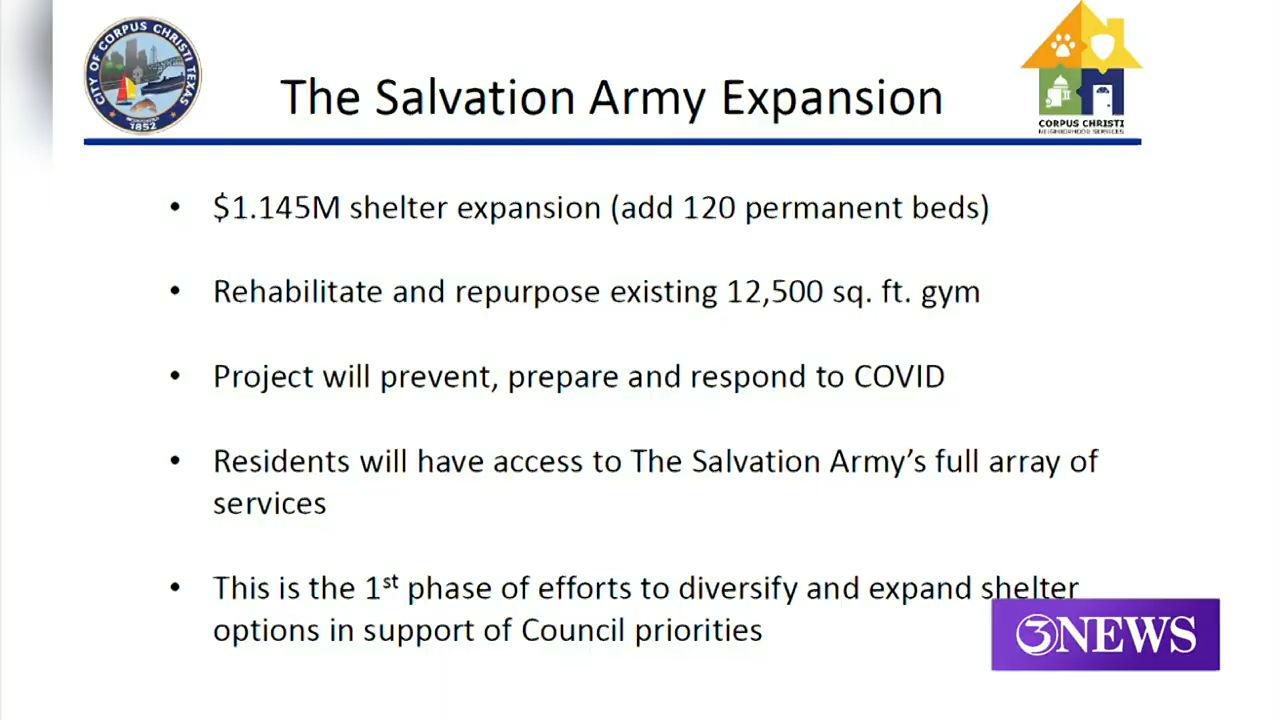 CITY OF CORPUS CHRISTI TEXAS
INCORPORATED
1852
The Salvation Army Expansion
CORPUS CHRISTI
NEIGHBORHOOD SERVICES
• $1.145M shelter expansion (add 120 permanent beds)
• Rehabilitate and repurpose existing 12,500 sq. ft. gym
• Project will prevent, prepare and respond to COVID
• Residents will have access to The Salvation Army’s full array of
services
• This is the 1st phase of efforts to diversify and expand shelter
options in support of Council priorities
3NEWS